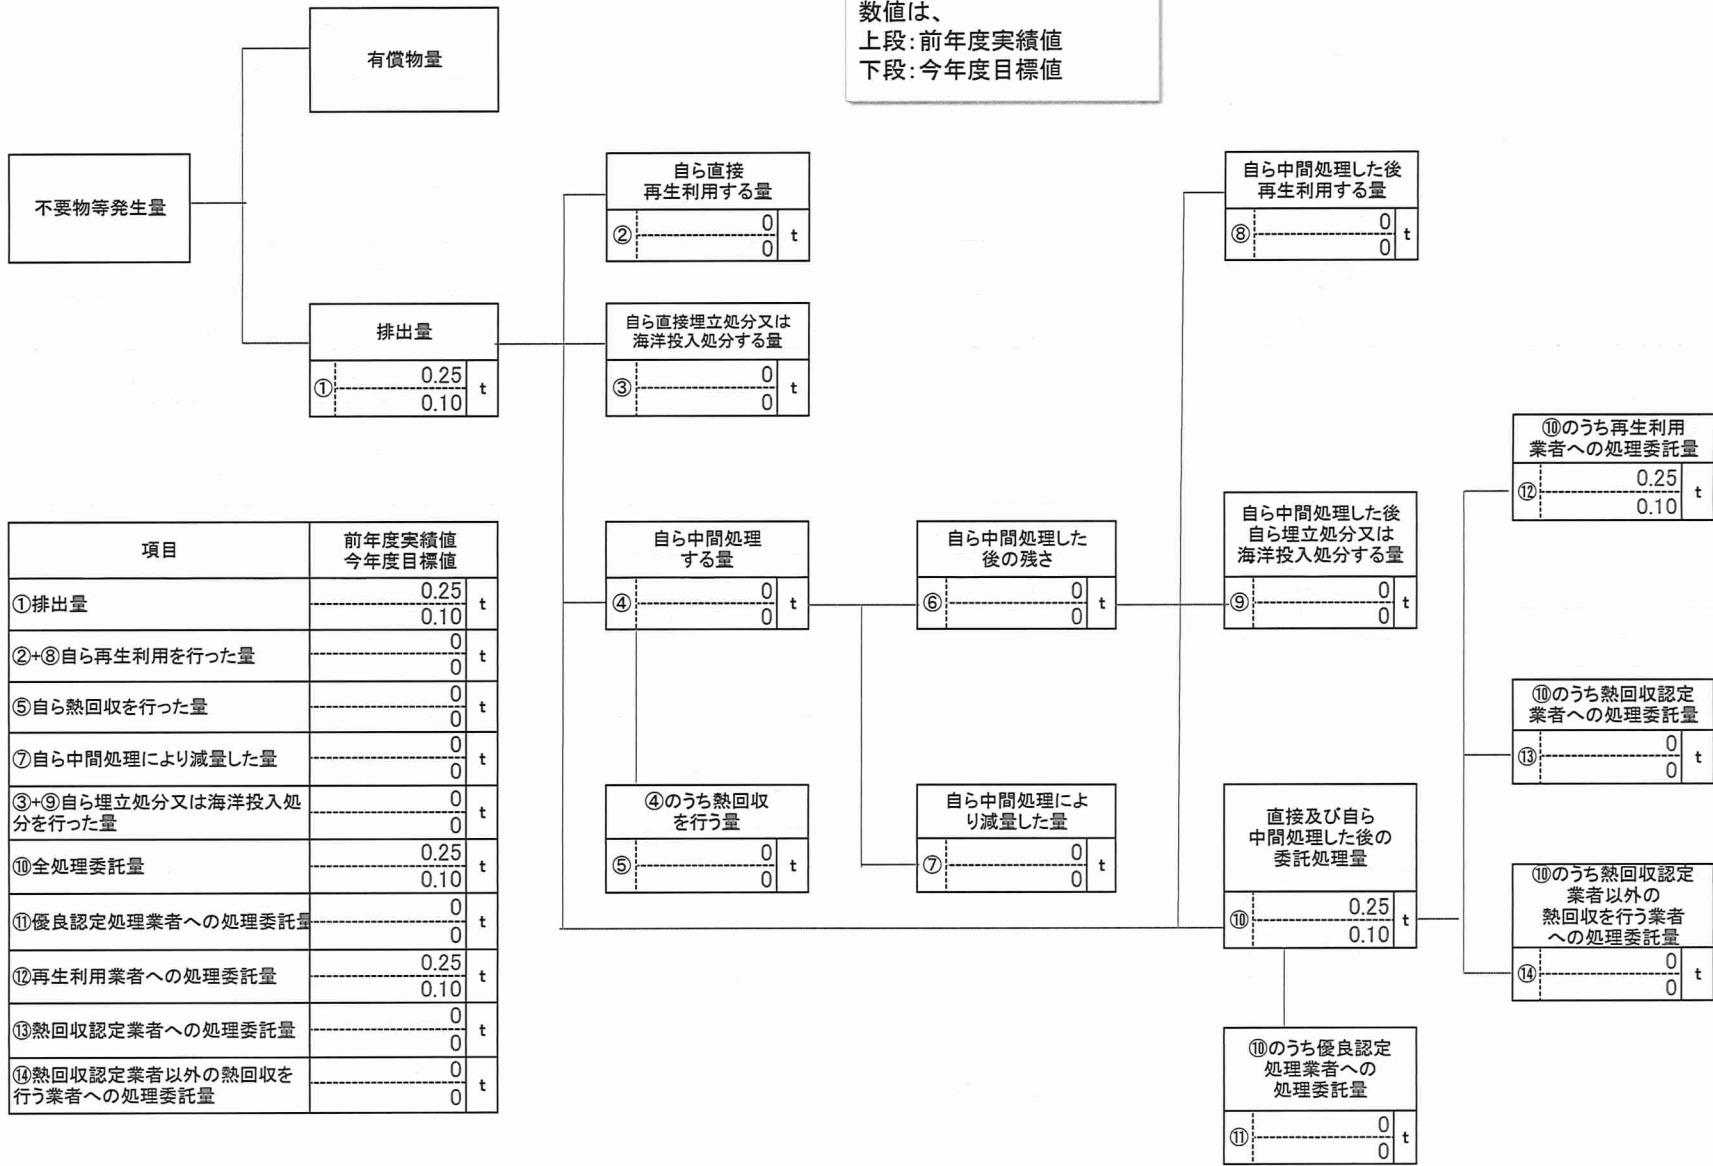 数値は、
上段：前年度実績値
下段：今年度目標値
有償物量
不要物等発生量
排出量
① 0.25 t
0.10
自ら直接
再生利用する量
② 0 t
0
自ら直接埋立処分又は
海洋投入処分する量
③ 0 t
0
自ら中間処理
する量
④ 0 t
0
④のうち熱回収
を行う量
⑤ 0 t
0
自ら中間処理した
後の残さ
⑥ 0 t
0
自ら中間処理によ
り減量した量
⑦ 0 t
0
自ら中間処理した後
再生利用する量
⑧ 0 t
0
自ら中間処理した後
自ら埋立処分又は
海洋投入処分する量
⑨ 0 t
0
直接及び自ら
中間処理した後の
委託処理量
⑩ 0.25 t
0.10
⑩のうち優良認定
処理業者への
処理委託量
⑪ 0 t
0
⑩のうち再生利用
業者への処理委託量
⑫ 0.25 t
0.10
⑩のうち熱回収認定
業者への処理委託量
⑬ 0 t
0
⑩のうち熱回収認定
業者以外の
熱回収を行う業者
への処理委託量
⑭ 0 t
0
項目 前年度実績値
今年度目標値
①排出量 0.25 t
0.10
②+⑧自ら再生利用を行った量 0 t
0
⑤自ら熱回収を行った量 0 t
0
⑦自ら中間処理により減量した量 0 t
0
③+⑨自ら埋立処分又は海洋投入処 0 t
分を行った量 0
⑩全処理委託量 0.25 t
0.10
⑪優良認定処理業者への処理委託量 0 t
0
⑫再生利用業者への処理委託量 0.25 t
0.10
⑬熱回収認定業者への処理委託量 0 t
0
⑭熱回収認定業者以外の熱回収を 0 t
行う業者への処理委託量 0